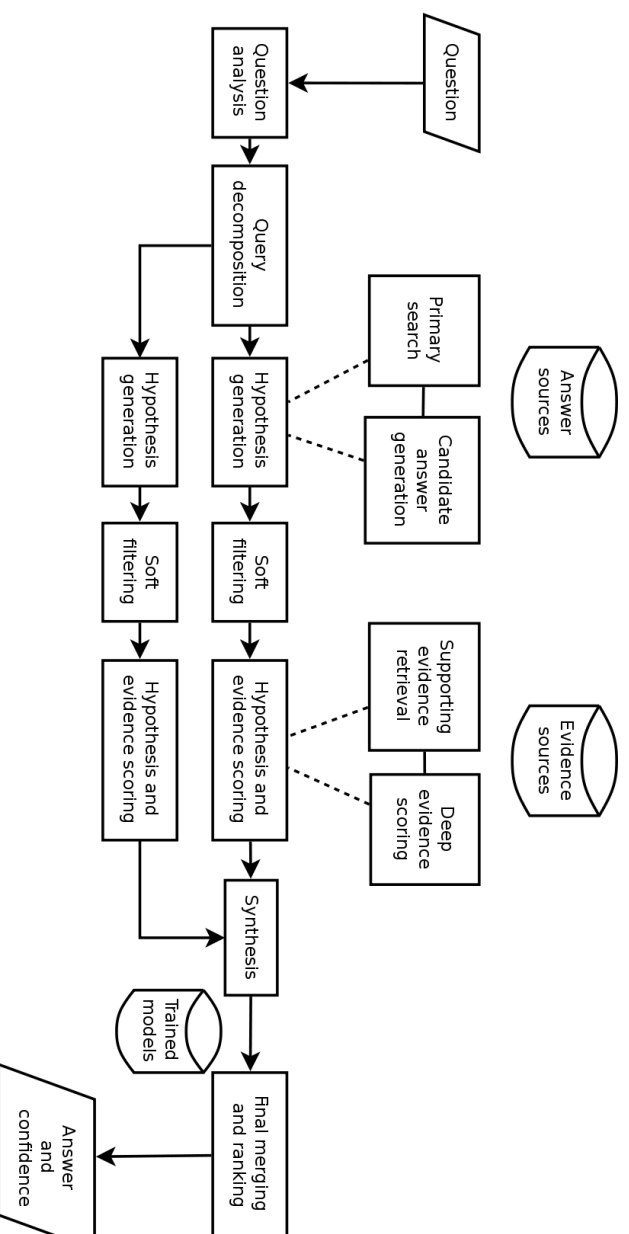 Answer
sources
Evidence
sources
Question
Primary
search
Candidate
answer
generation
Supporting
evidence
retrieval
Deep
evidence
scoring
Question
analysis
Query
decomposition
Hypothesis
generation
Soft
filtering
Hypothesis and
evidence scoring
Synthesis
Final merging
and ranking
Hypothesis
generation
Soft
filtering
Hypothesis and
evidence scoring
Trained
models
Answer
and
confidence